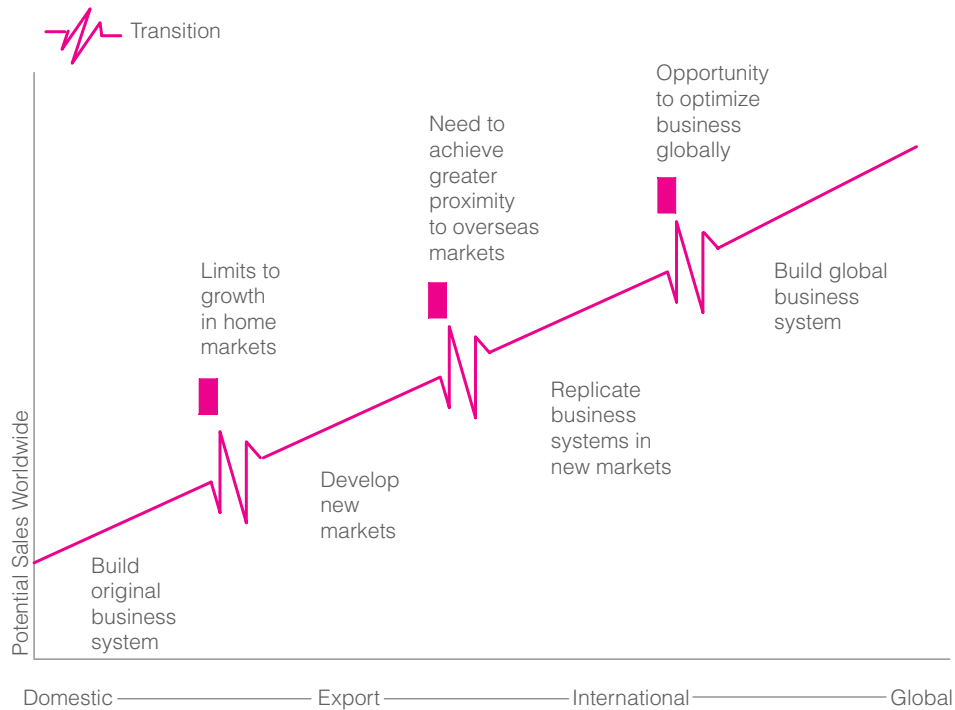 Transition
Opportunity
to optimize
business
globally
Need to
achieve
greater
proximity
to overseas
markets
Limits to
growth
in home
markets
Build global
business
system
Replicate
business
systems in
new markets
Develop
new
markets
Build
original
business
system
Potential Sales Worldwide
Domestic
Export
International
Global